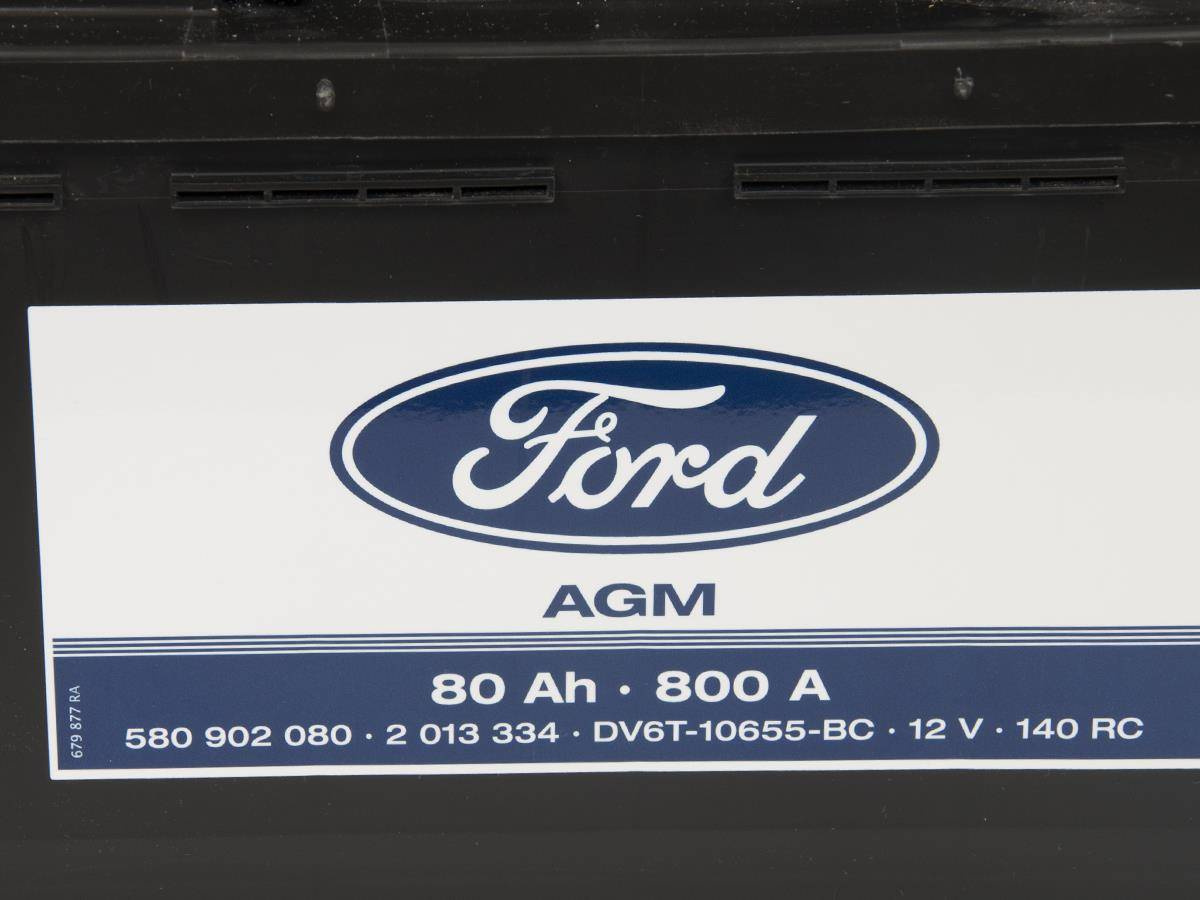 Ford
AGM
80 Ah · 800 A
580 902 080 · 2 013 334 · DV6T-10655-BC · 12 V · 140 RC
679 877 RA